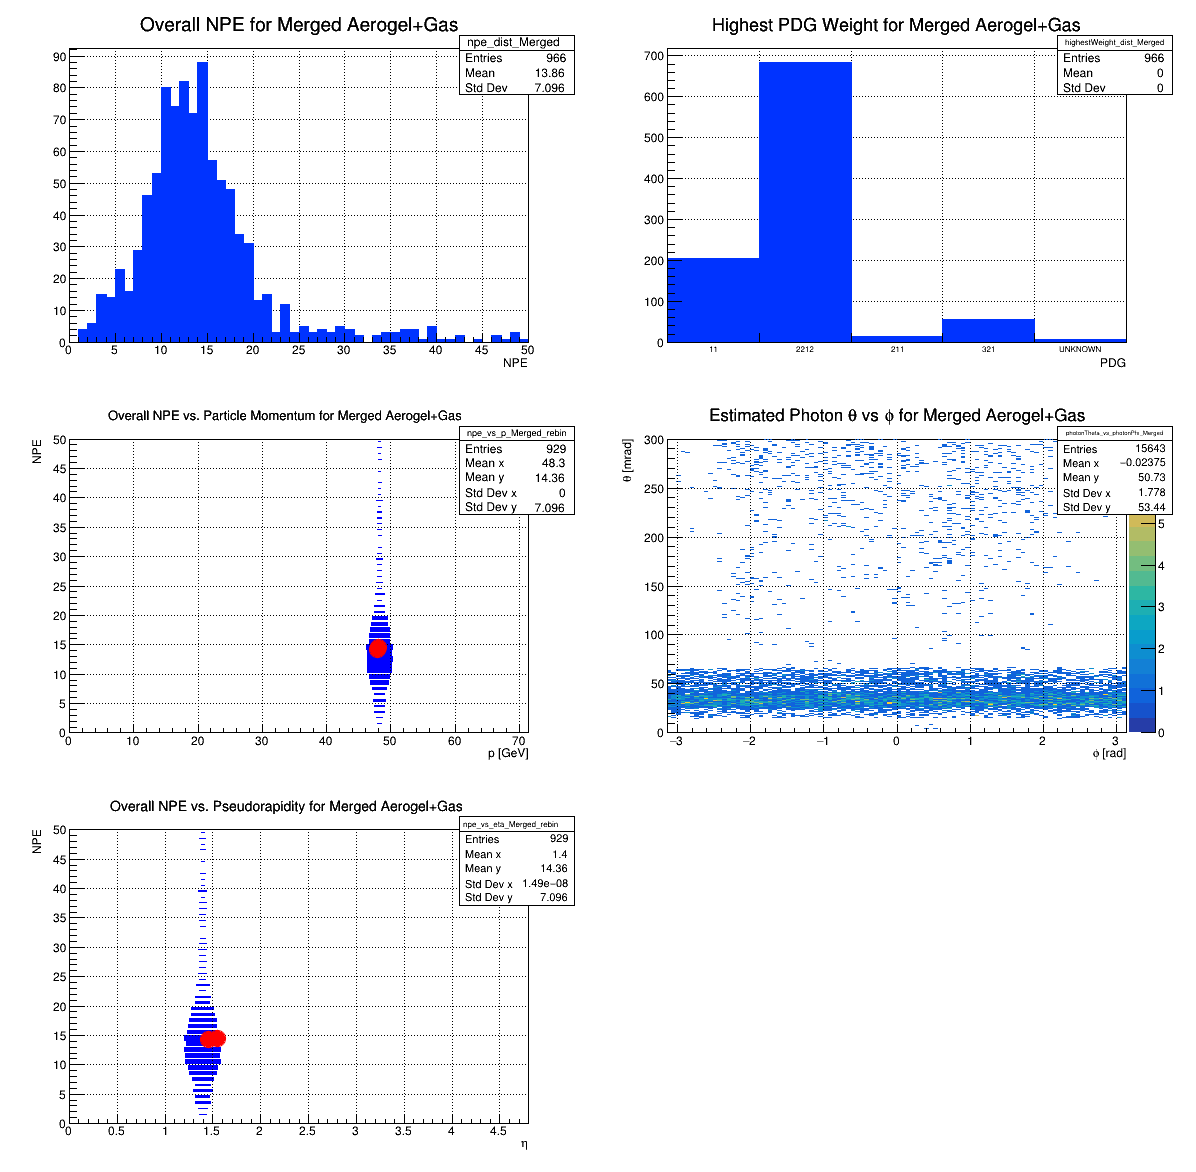 Overall NPE for Merged Aerogel+Gas
npe_dist_Merged
Entries 966
Mean 13.86
Std Dev 7.096
90
80
70
60
50
40
30
20
10
0
0 5 10 15 20 25 30 35 40 45 50
NPE
Highest PDG Weight for Merged Aerogel+Gas
highestWeight_dist_Merged
Entries 966
Mean 0
Std Dev 0
700
600
500
400
300
200
100
0
11 2212 211 321 UNKNOWN
PDG
Overall NPE vs. Particle Momentum for Merged Aerogel+Gas
npe_vs_p_Merged_rebin
Entries 929
Mean x 48.3
Mean y 14.36
Std Dev x 0
Std Dev y 7.096
NPE
50
45
40
35
30
25
20
15
10
5
0
0 10 20 30 40 50 60 70
p [GeV]
Estimated Photon θ vs ϕ for Merged Aerogel+Gas
photonTheta_vs_photonPhi_Merged
Entries 15643
Mean x −0.02375
Mean y 50.73
Std Dev x 1.778
Std Dev y 53.44
θ [mrad]
300
250
200
150
100
50
0
−3 −2 −1 0 1 2 3
ϕ [rad]
5
4
3
2
1
0
Overall NPE vs. Pseudorapidity for Merged Aerogel+Gas
npe_vs_eta_Merged_rebin
Entries 929
Mean x 1.4
Mean y 14.36
Std Dev x 1.49e−08
Std Dev y 7.096
NPE
50
45
40
35
30
25
20
15
10
5
0
0 0.5 1 1.5 2 2.5 3 3.5 4 4.5
η